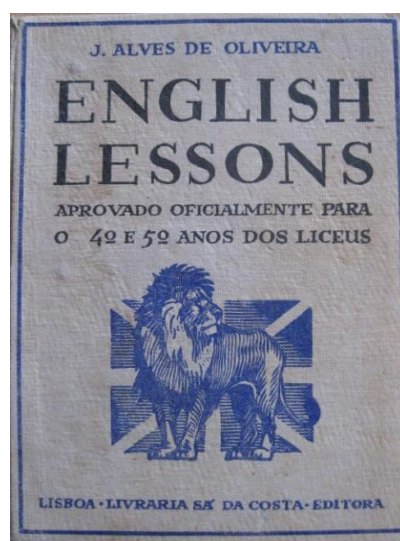 J. ALVES DE OLIVEIRA
ENGLISH
LESSONS
APROVADO OFICIALMENTE PARA
O 4º E 5º ANOS DOS LICEUS
LISBOA · LIVRARIA SÁ DA COSTA · EDITORA